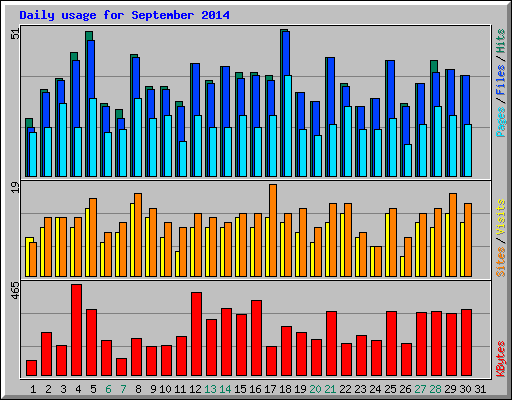 Daily usage for September 2014
51
Pages / Files / Hits
19
Sites / Visits
465
KBytes
1 2 3 4 5 6 7 8 9 10 11 12 13 14 15 16 17 18 19 20 21 22 23 24 25 26 27 28 29 30 31